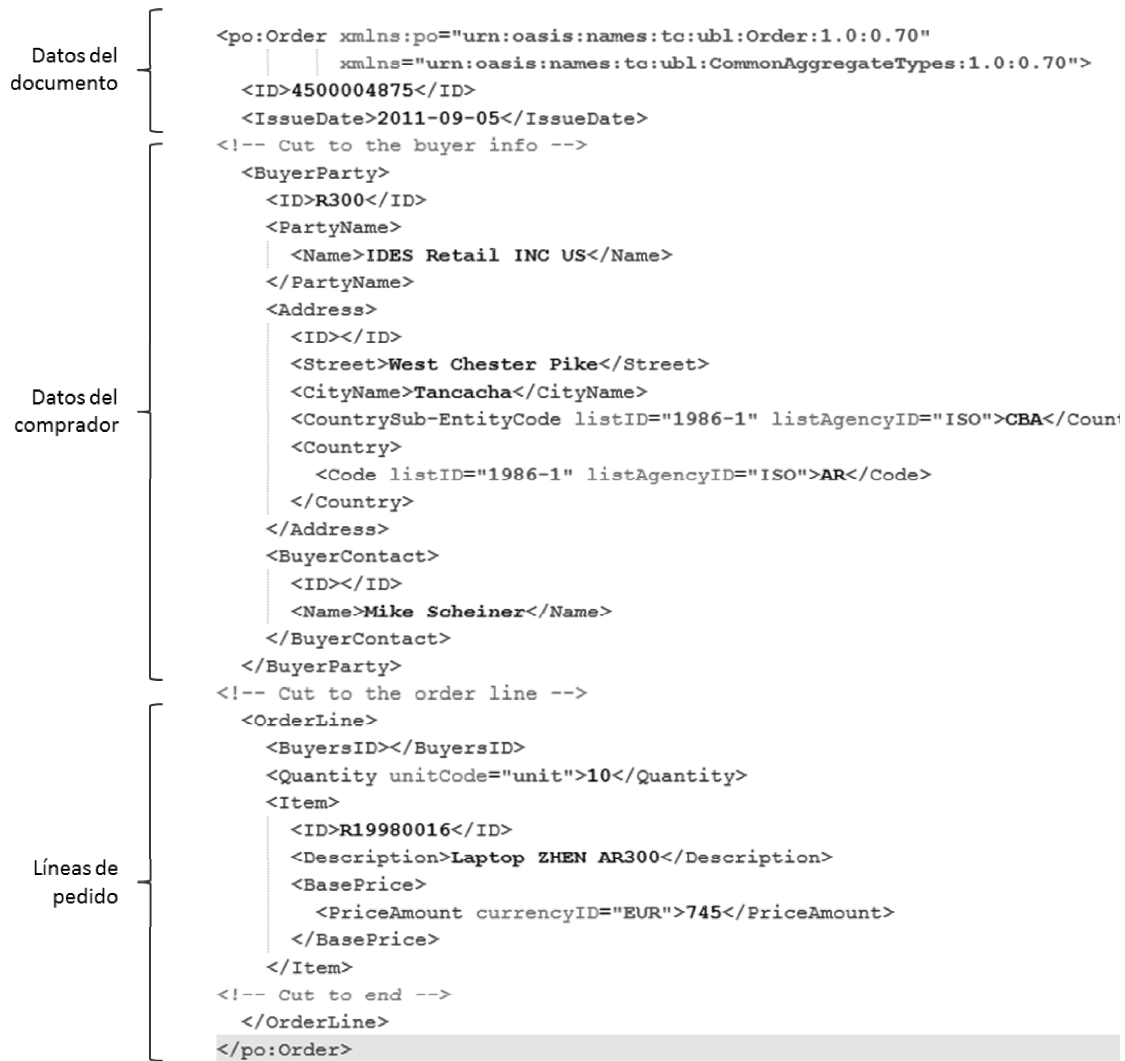 Datos del
documento
<po:Order xmlns:po="urn:oasis:names:tc:ubl:Order:1.0:0.70"
xmlns="urn:oasis:names:tc:ubl:CommonAggregateTypes:1.0:0.70">
<ID>4500004875</ID>
<IssueDate>2011-09-05</IssueDate>
<!-- Cut to the buyer info -->
Datos del
comprador
<BuyerParty>
<ID>R300</ID>
<PartyName>
<Name>IDES Retail INC US</Name>
</PartyName>
<Address>
<ID></ID>
<Street>West Chester Pike</Street>
<CityName>Tancacha</CityName>
<CountrySub-EntityCode listID="1986-1" listAgencyID="ISO">CBA</Coun
<Country>
<Code listID="1986-1" listAgencyID="ISO">AR</Code>
</Country>
</Address>
<BuyerContact>
<ID></ID>
<Name>Mike Scheiner</Name>
</BuyerContact>
</BuyerParty>
<!-- Cut to the order line -->
Líneas de
pedido
<OrderLine>
<BuyersID></BuyersID>
<Quantity unitCode="unit">10</Quantity>
<Item>
<ID>R19980016</ID>
<Description>Laptop ZHEN AR300</Description>
<BasePrice>
<PriceAmount currencyID="EUR">745</PriceAmount>
</BasePrice>
</Item>
<!-- Cut to end -->
</OrderLine>
</po:Order>